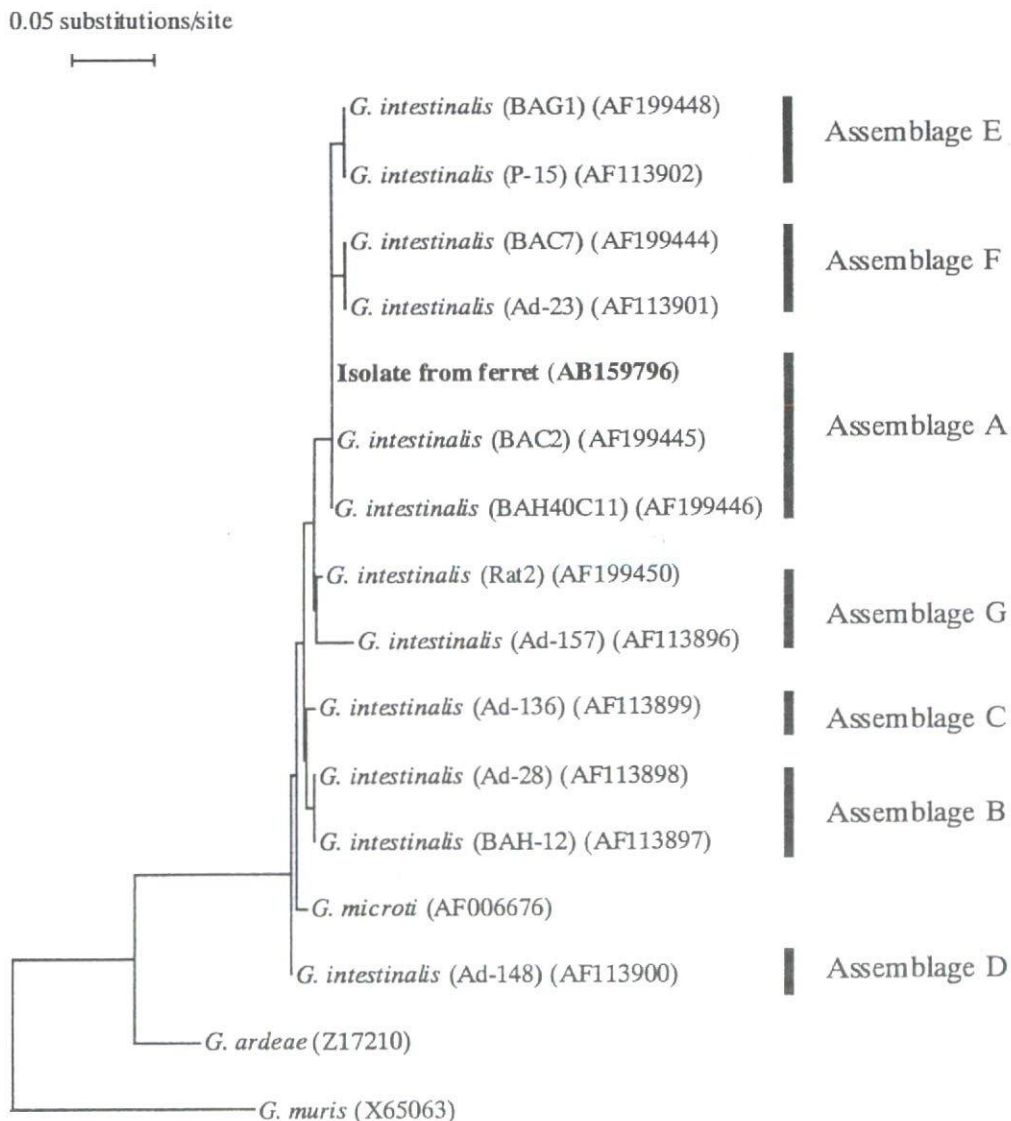 0.05 substitutions/site
G. intestinalis (BAG1) (AF199448)
G. intestinalis (P-15) (AF113902)
Assemblage E
G. intestinalis (BAC7) (AF199444)
G. intestinalis (Ad-23) (AF113901)
Assemblage F
Isolate from ferret (AB159796)
G. intestinalis (BAC2) (AF199445)
G. intestinalis (BAH40C11) (AF199446)
Assemblage A
G. intestinalis (Rat2) (AF199450)
G. intestinalis (Ad-157) (AF113896)
Assemblage G
G. intestinalis (Ad-136) (AF113899)
Assemblage C
G. intestinalis (Ad-28) (AF113898)
G. intestinalis (BAH-12) (AF113897)
Assemblage B
G. microti (AF006676)
G. intestinalis (Ad-148) (AF113900)
Assemblage D
G. ardeae (Z17210)
G. muris (X65063)